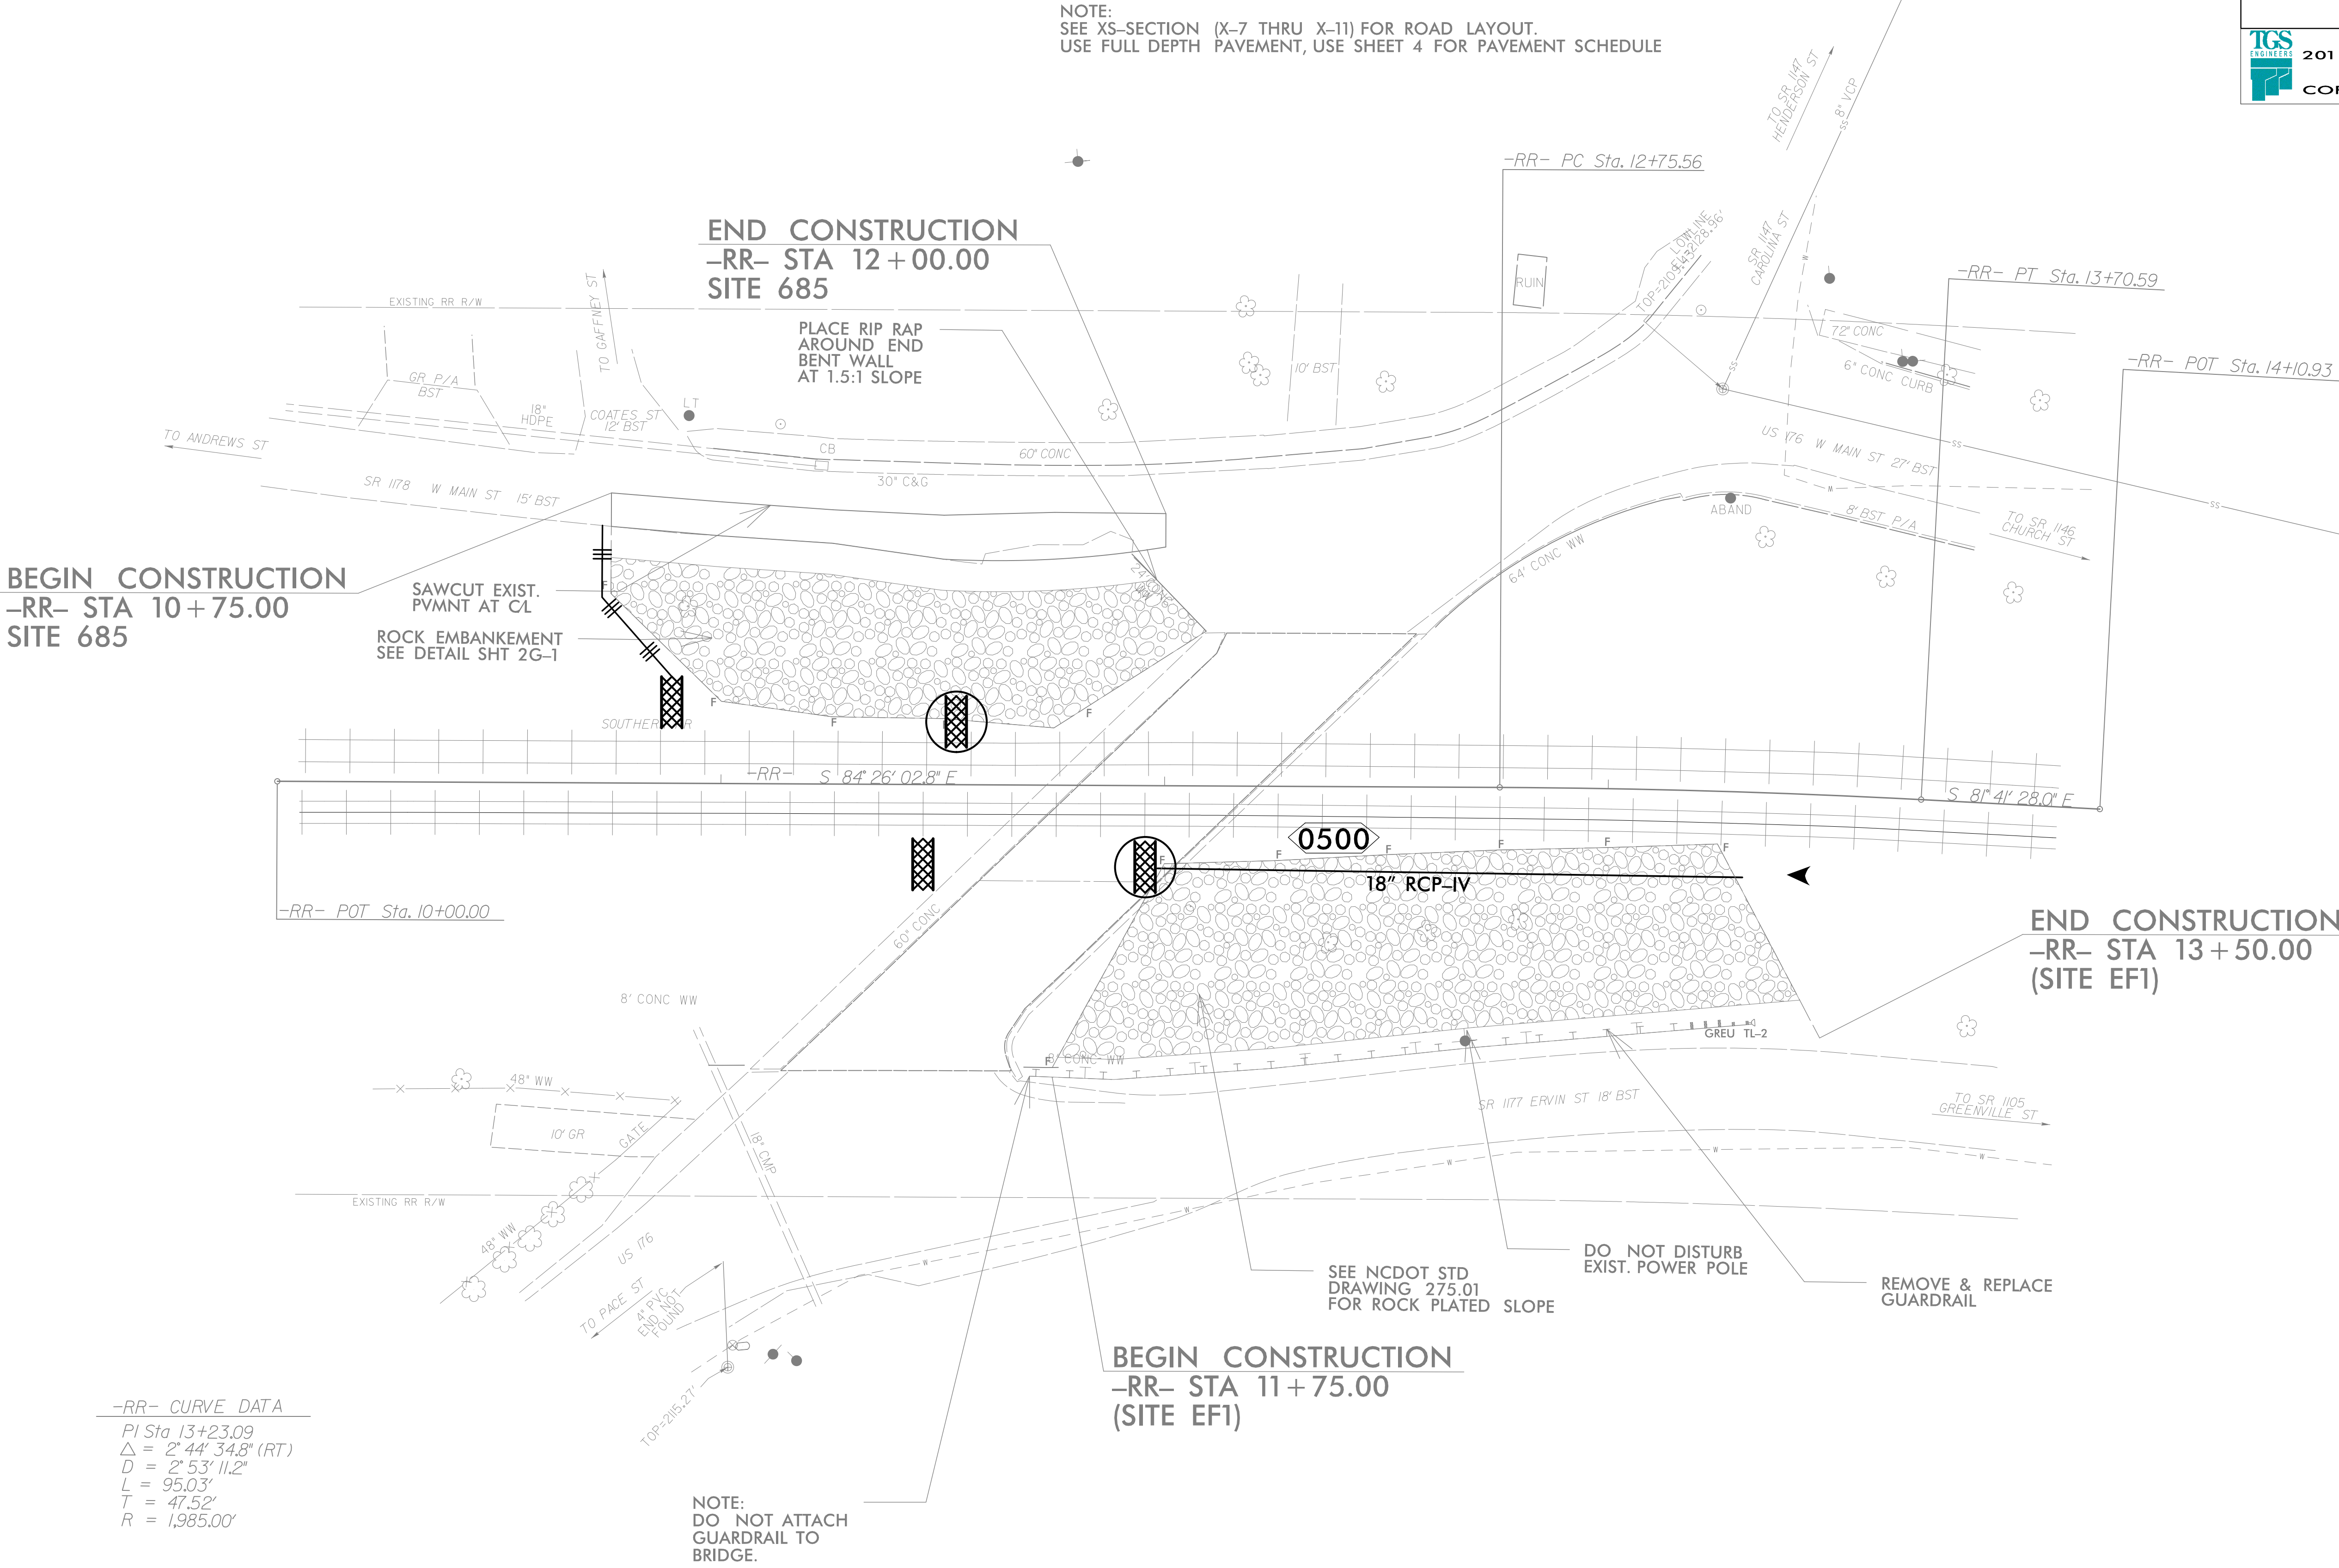 NOTE:
SEE XS–SECTION (X–7 THRU X–11) FOR ROAD LAYOUT.
USE FULL DEPTH PAVEMENT, USE SHEET 4 FOR PAVEMENT SCHEDULE
TGS
ENGINEERS
201
COR
TO SR 1147
HENDERSON ST
8" VCP
SS
-RR- PC Sta. 12+75.56
SR 1147
CAROLINA ST
W
END CONSTRUCTION
–RR– STA 12+00.00
SITE 685
-RR- PT Sta. 13+70.59
RUIN
EXISTING RR R/W
TO GAFFNEY ST
PLACE RIP RAP
AROUND END
BENT WALL
AT 1.5:1 SLOPE
10' BST
72" CONC
6" CONC CURB
SS
-RR- POT Sta. 14+10.93
GR P/A
BST
18"
HDPE
COATES ST
12' BST
LT
CB
60" CONC
30" C&G
TO ANDREWS ST
SR 1178 W MAIN ST 15' BST
US 176 W MAIN ST 27' BST
SS
W
SS
ABAND
8' BST P/A
TO SR 1146
CHURCH ST
64' CONC WW
BEGIN CONSTRUCTION
–RR– STA 10+75.00
SITE 685
SAWCUT EXIST.
PVMNT AT C/L
ROCK EMBANKEMENT
SEE DETAIL SHT 2G–1
F
F
F
F
-RR- S 84° 26' 02.8" E
S 81° 41' 28.0" E
0500
F
F
F
F
F
F
18" RCP–IV
-RR- POT Sta. 10+00.00
60" CONC
END CONSTRUCTION
–RR– STA 13+50.00
(SITE EF1)
8' CONC WW
GREU TL–2
F
8' CONC WW
48" WW
10' GR
GATE
18" CMP
SR 1177 ERVIN ST 18' BST
TO SR 1105
GREENVILLE ST
W
W
W
EXISTING RR R/W
W
W
48" WW
US 176
TO PACE ST
4" PVC
END NOT
FOUND
TOP=2115.27'
SEE NCDOT STD
DRAWING 275.01
FOR ROCK PLATED SLOPE
DO NOT DISTURB
EXIST. POWER POLE
REMOVE & REPLACE
GUARDRAIL
BEGIN CONSTRUCTION
–RR– STA 11+75.00
(SITE EF1)
-RR- CURVE DATA
PI Sta 13+23.09
Δ = 2° 44' 34.8" (RT)
D = 2° 53' 11.2"
L = 95.03'
T = 47.52'
R = 1,985.00'
NOTE:
DO NOT ATTACH
GUARDRAIL TO
BRIDGE.